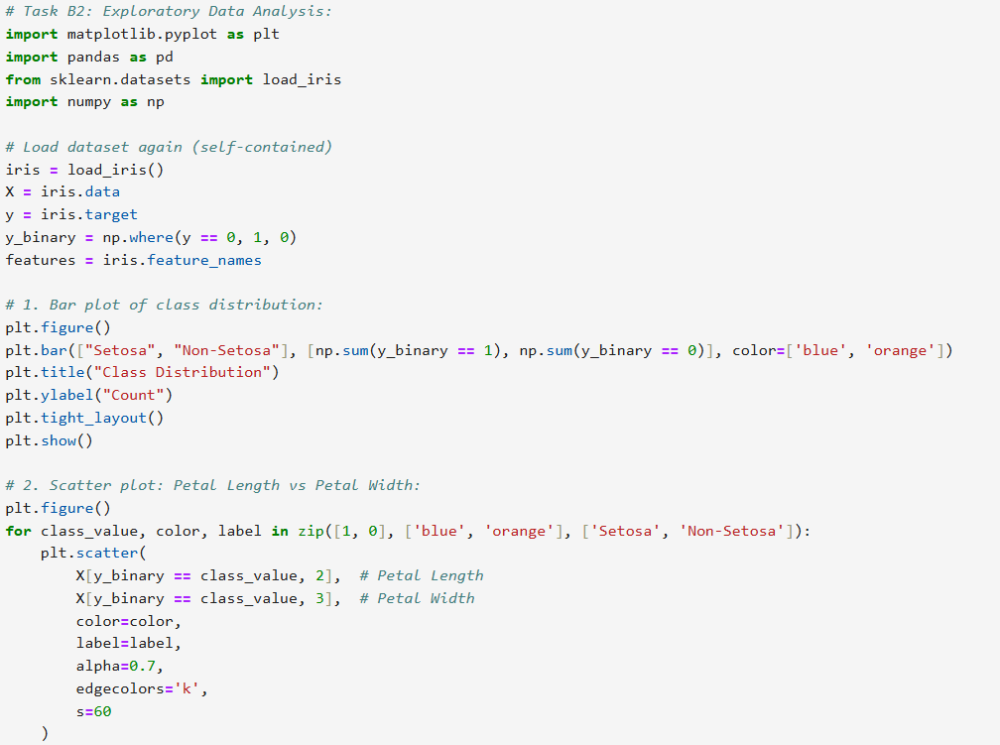 # Task B2: Exploratory Data Analysis:
import matplotlib.pyplot as plt
import pandas as pd
from sklearn.datasets import load_iris
import numpy as np

# Load dataset again (self-contained)
iris = load_iris()
X = iris.data
y = iris.target
y_binary = np.where(y == 0, 1, 0)
features = iris.feature_names

# 1. Bar plot of class distribution:
plt.figure()
plt.bar(["Setosa", "Non-Setosa"], [np.sum(y_binary == 1), np.sum(y_binary == 0)], color=['blue', 'orange'])
plt.title("Class Distribution")
plt.ylabel("Count")
plt.tight_layout()
plt.show()

# 2. Scatter plot: Petal Length vs Petal Width:
plt.figure()
for class_value, color, label in zip([1, 0], ['blue', 'orange'], ['Setosa', 'Non-Setosa']):
    plt.scatter(
        X[y_binary == class_value, 2],  # Petal Length
        X[y_binary == class_value, 3],  # Petal Width
        color=color,
        label=label,
        alpha=0.7,
        edgecolors='k',
        s=60
    )